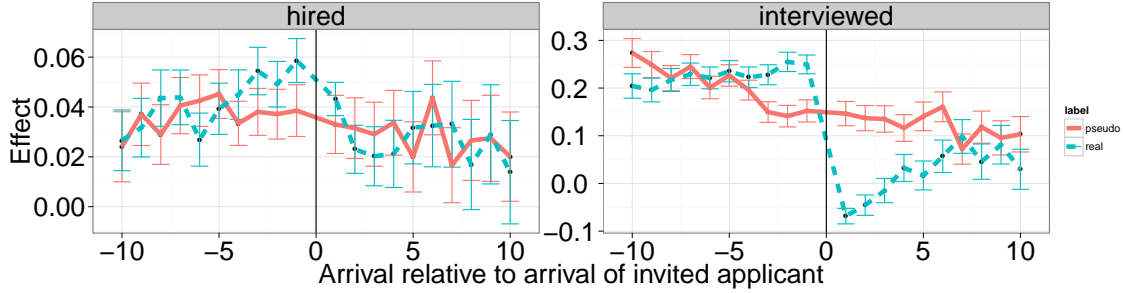 hired
interviewed
Effect
0.06
0.04
0.02
0.00
−10
−5
0
5
10
0.3
0.2
0.1
0.0
−0.1
−10
−5
0
5
10
Arrival relative to arrival of invited applicant
label
pseudo
real